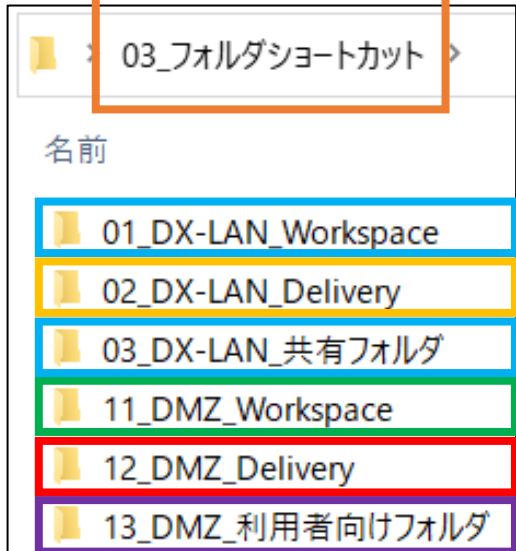 03_フォルダショートカット
名前
01_DX-LAN_Workspace
02_DX-LAN_Delivery
03_DX-LAN_共有フォルダ
11_DMZ_Workspace
12_DMZ_Delivery
13_DMZ_利用者向けフォルダ